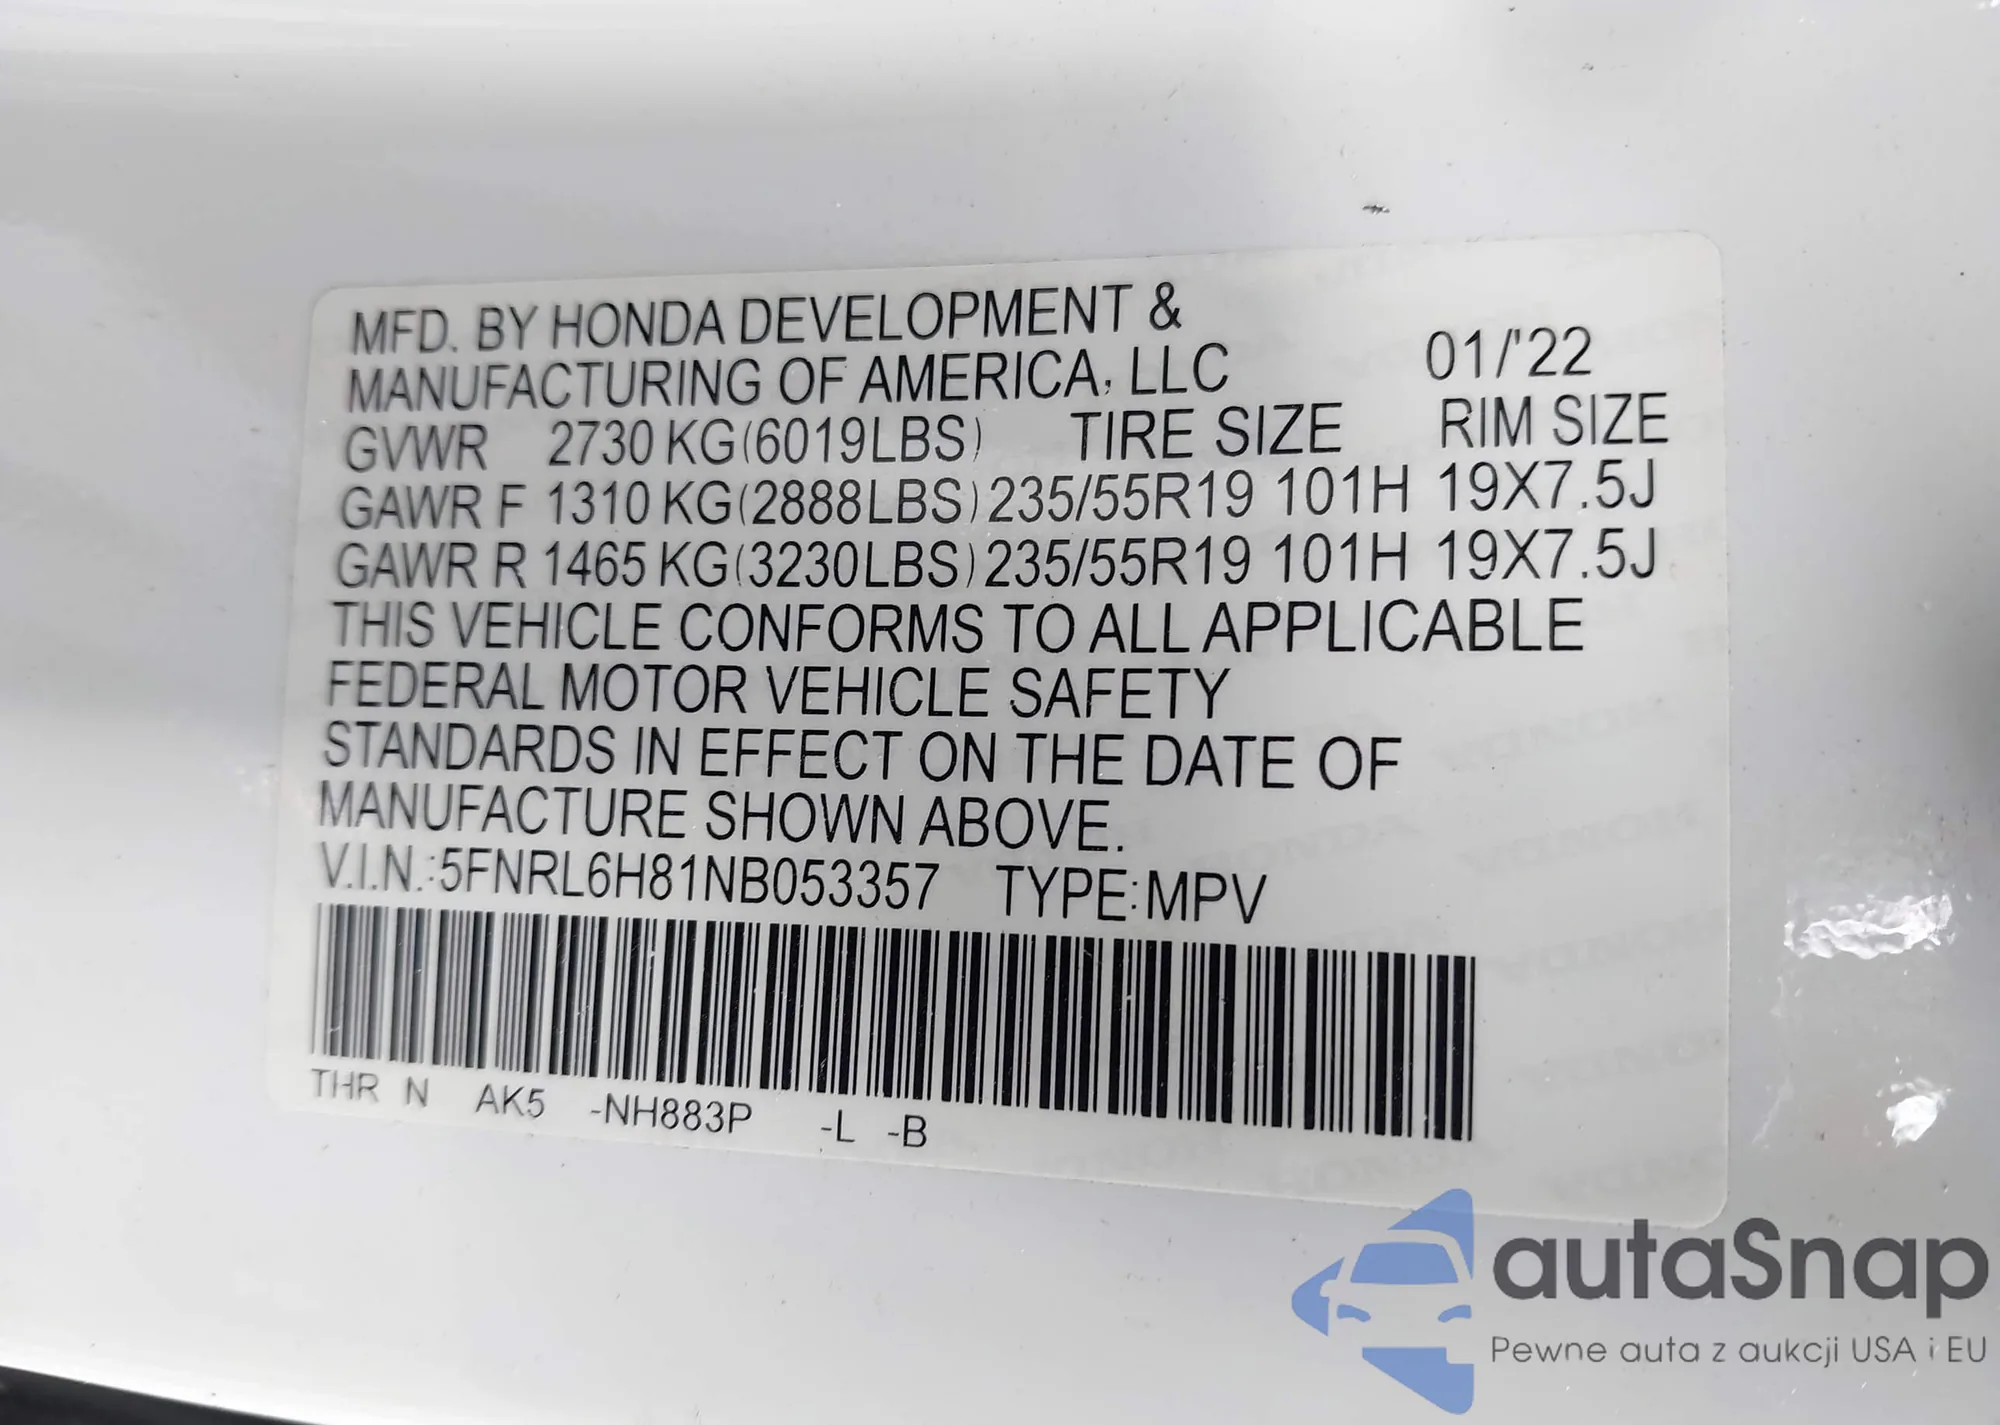 MFD. BY HONDA DEVELOPMENT &
MANUFACTURING OF AMERICA, LLC 01/'22
GVWR 2730 KG(6019LBS) TIRE SIZE RIM SIZE
GAWR F 1310 KG(2888LBS) 235/55R19 101H 19X7.5J
GAWR R 1465 KG(3230LBS) 235/55R19 101H 19X7.5J
THIS VEHICLE CONFORMS TO ALL APPLICABLE
FEDERAL MOTOR VEHICLE SAFETY
STANDARDS IN EFFECT ON THE DATE OF
MANUFACTURE SHOWN ABOVE.
V.I.N.:5FNRL6H81NB053357 TYPE:MPV
THR N AK5 -NH883P -L -B
autaSnap
Pewne auta z aukcji USA i EU